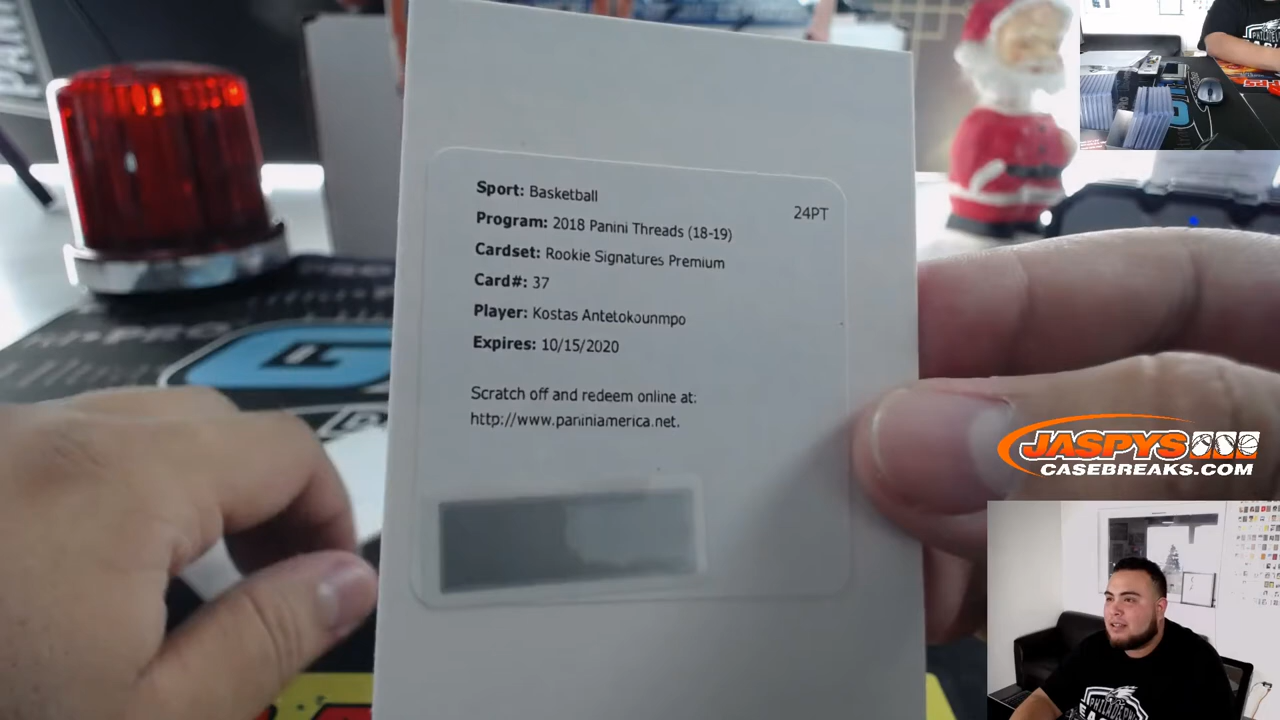 Sport: Basketball
24PT
Program: 2018 Panini Threads (18-19)
Cardset: Rookie Signatures Premium
Card#: 37
Player: Kostas Antetokounmpo
Expires: 10/15/2020
Scratch off and redeem online at:
http://www.paniniamerica.net.
JASPYS
CASEBREAKS.COM